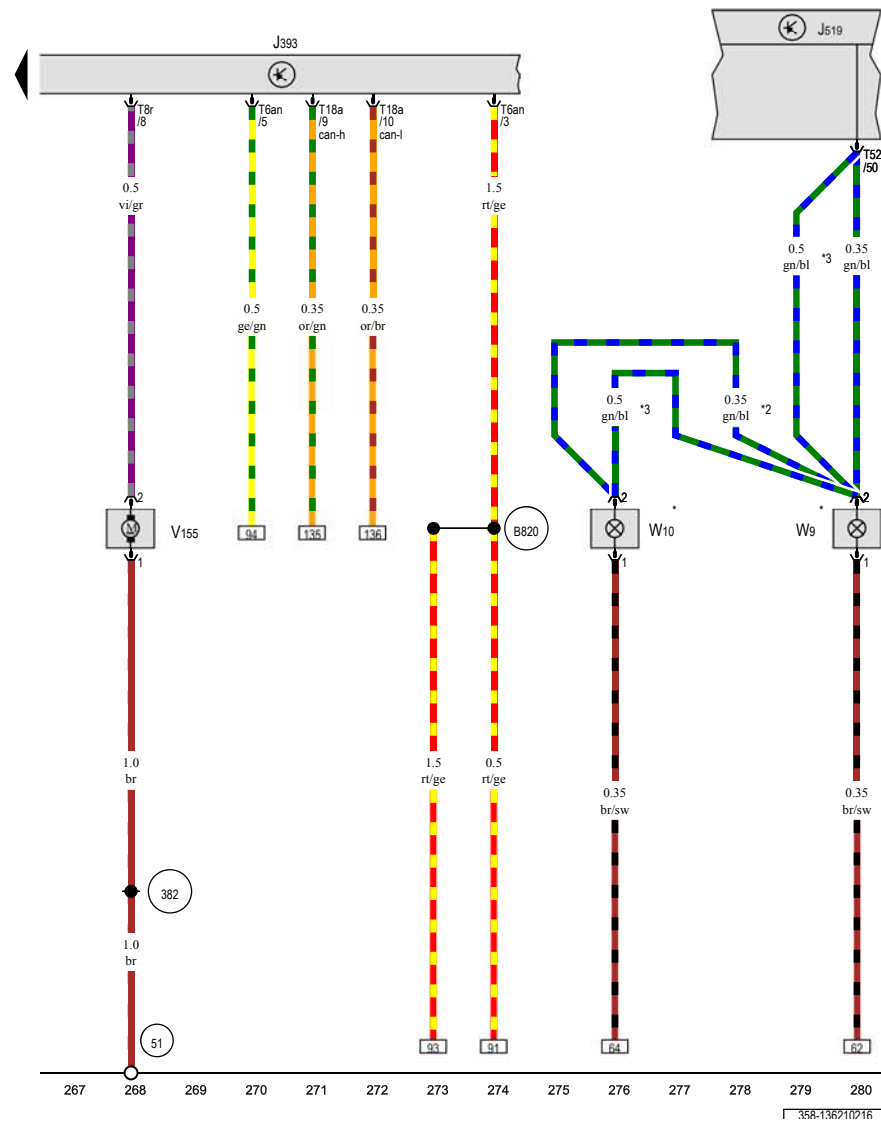 J393
J519
T8r
/8
T6an
/5
T18a
/9
can-h
T18a
/10
can-l
T6an
/3
T52
/50
0.5
vi/gr
1.5
rt/ge
0.5
gn/bl
*3
0.35
gn/bl
0.5
ge/gn
0.35
or/gn
0.35
or/br
0.5
gn/bl
*3
0.35
gn/bl
*2
2
2
2
M
V155
94
135
136
B820
W10
*
W9
*
1
1
1
1.0
br
1.5
rt/ge
0.5
rt/ge
0.35
br/sw
0.35
br/sw
382
1.0
br
51
93
91
64
62
267 268 269 270 271 272 273 274 275 276 277 278 279 280
358-136210216